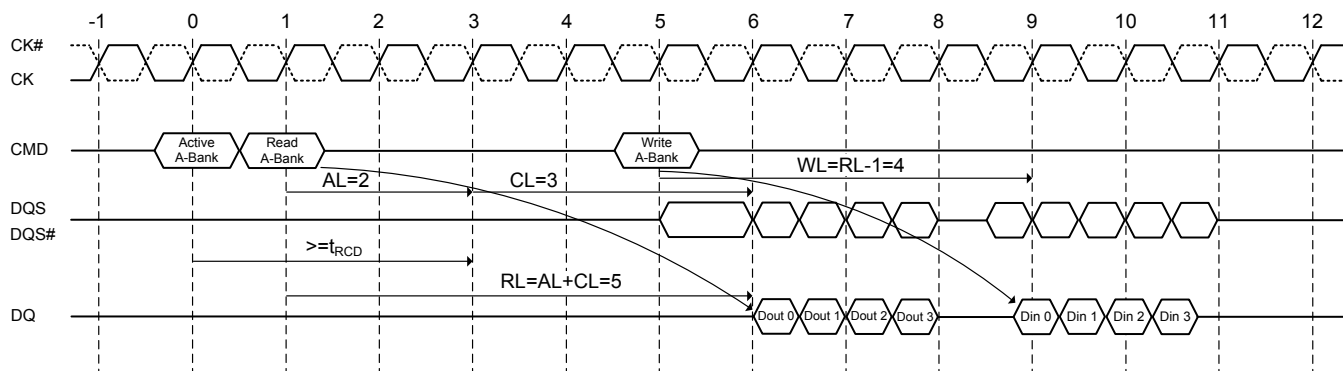 -1 0 1 2 3 4 5 6 7 8 9 10 11 12
CK#
CK
CMD
Active
A-Bank
Read
A-Bank
Write
A-Bank
AL=2
CL=3
WL=RL-1=4
DQS
DQS#
>=tRCD
RL=AL+CL=5
DQ
Dout 0 Dout 1 Dout 2 Dout 3
Din 0 Din 1 Din 2 Din 3